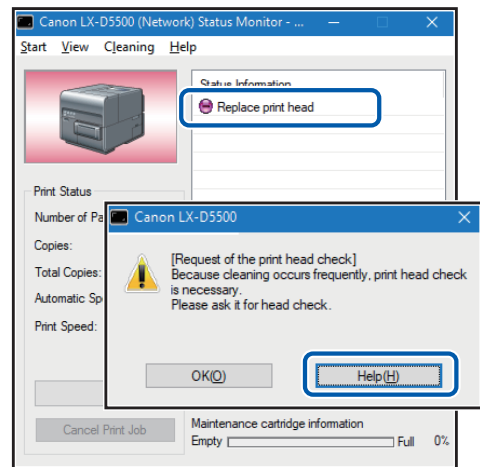 Canon LX-D5500 (Network) Status Monitor - ...
Start View Cleaning Help
Status Information
Replace print head
Print Status
Number of Pa
Copies:
Total Copies:
Automatic Sp
Print Speed:
Canon LX-D5500
[Request of the print head check]
Because cleaning occurs frequently, print head check
is necessary.
Please ask it for head check.
OK(O) Help(H)
Cancel Print Job
Maintenance cartridge information
Empty Full 0%